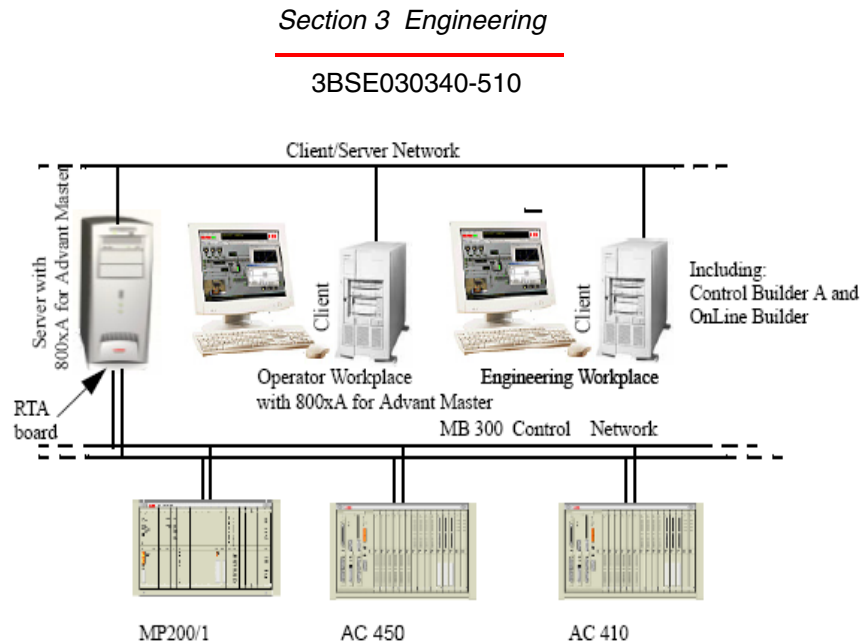 Section 3 Engineering
3BSE030340-510
Client/Server Network
Server with
800xA for Advant Master
Client
Client
Including:
Control Builder A and
OnLine Builder
Operator Workplace
with 800xA for Advant Master
Engineering Workplace
RTA
board
MB 300 Control Network
MP200/1
AC 450
AC 410